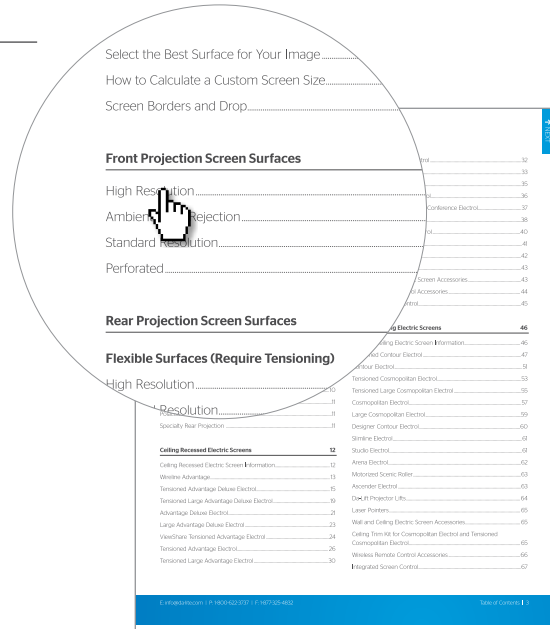 Select the Best Surface for Your Image
How to Calculate a Custom Screen Size
Screen Borders and Drop
Front Projection Screen Surfaces
High Resolution
Ambient Rejection
Standard Resolution
Perforated
Rear Projection Screen Surfaces
Flexible Surfaces (Require Tensioning)
High Resolution
Resolution
10
11
11
Specialty Rear Projection 11
Ceiling Recessed Electric Screens 12
Ceiling Recessed Electric Screen Information 12
Wireline Advantage 13
Tensioned Advantage Deluxe Electrol 15
Tensioned Large Advantage Deluxe Electrol 19
Advantage Deluxe Electrol 21
Large Advantage Deluxe Electrol 23
ViewShare Tensioned Advantage Electrol 24
Tensioned Advantage Electrol 26
Tensioned Large Advantage Electrol 30
NEXT
32
33
35
36
Conference Electrol 37
38
40
41
42
43
Screen Accessories 43
Accessories 44
45
Electric Screens 46
Electric Screen Information 46
Contour Electrol 47
Contour Electrol 51
Tensioned Cosmopolitan Electrol 53
Tensioned Large Cosmopolitan Electrol 55
Cosmopolitan Electrol 57
Large Cosmopolitan Electrol 59
Designer Contour Electrol 60
Slimline Electrol 61
Studio Electrol 61
Arena Electrol 62
Motorized Scenic Roller 63
Ascender Electrol 63
Da-Lift Projector Lifts 64
Laser Pointers 65
Wall and Ceiling Electric Screen Accessories 65
Ceiling Trim Kit for Cosmopolitan Electrol and Tensioned
Cosmopolitan Electrol 65
Wireless Remote Control Accessories 66
Integrated Screen Control 67
E: info@dalite.com | P: 1-800-622-3737 | F: 1-877-325-4832
Table of Contents | 3